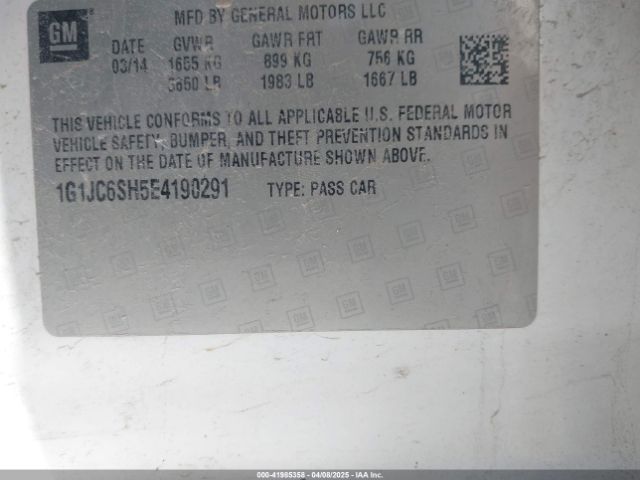 GM
MFD BY GENERAL MOTORS LLC
DATE GVWR GAWR FRT GAWR RR
03/14 1655 KG 899 KG 756 KG
3650 LB 1983 LB 1667 LB
THIS VEHICLE CONFORMS TO ALL APPLICABLE U.S. FEDERAL MOTOR
VEHICLE SAFETY, BUMPER, AND THEFT PREVENTION STANDARDS IN
EFFECT ON THE DATE OF MANUFACTURE SHOWN ABOVE.
1G1JC6SH5E4190291 TYPE: PASS CAR
000-41985358 - 04/08/2025 - IAA, Inc.